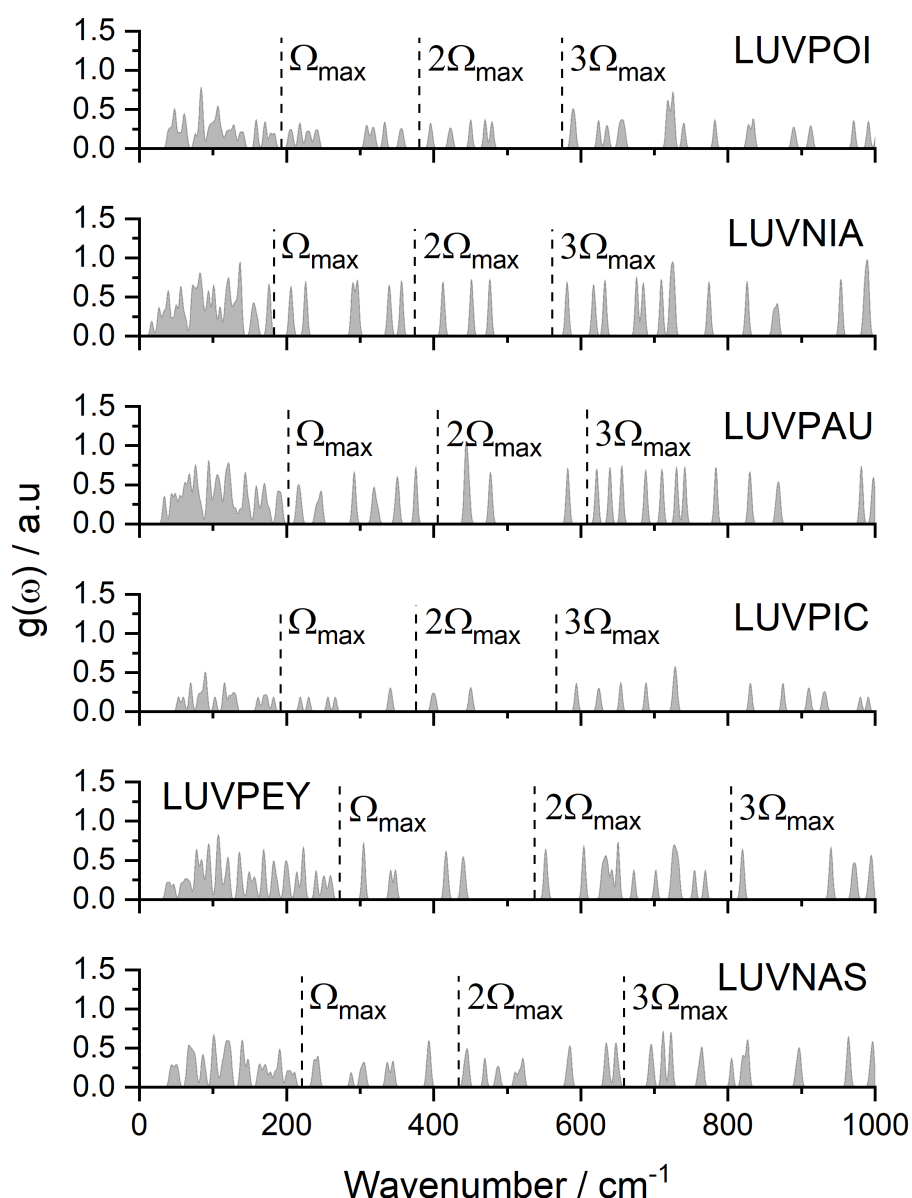 1.5
1.0
0.5
0.0
Ωmax
2Ωmax
3Ωmax
LUVPOI
1.5
1.0
0.5
0.0
Ωmax
2Ωmax
3Ωmax
LUVNIA
1.5
1.0
0.5
0.0
Ωmax
2Ωmax
3Ωmax
LUVPAU
1.5
1.0
0.5
0.0
Ωmax
2Ωmax
3Ωmax
LUVPIC
1.5
1.0
0.5
0.0
LUVPEY
Ωmax
2Ωmax
3Ωmax
1.5
1.0
0.5
0.0
Ωmax
2Ωmax
3Ωmax
LUVNAS
0 200 400 600 800 1000
g(ω) / a.u
Wavenumber / cm⁻¹